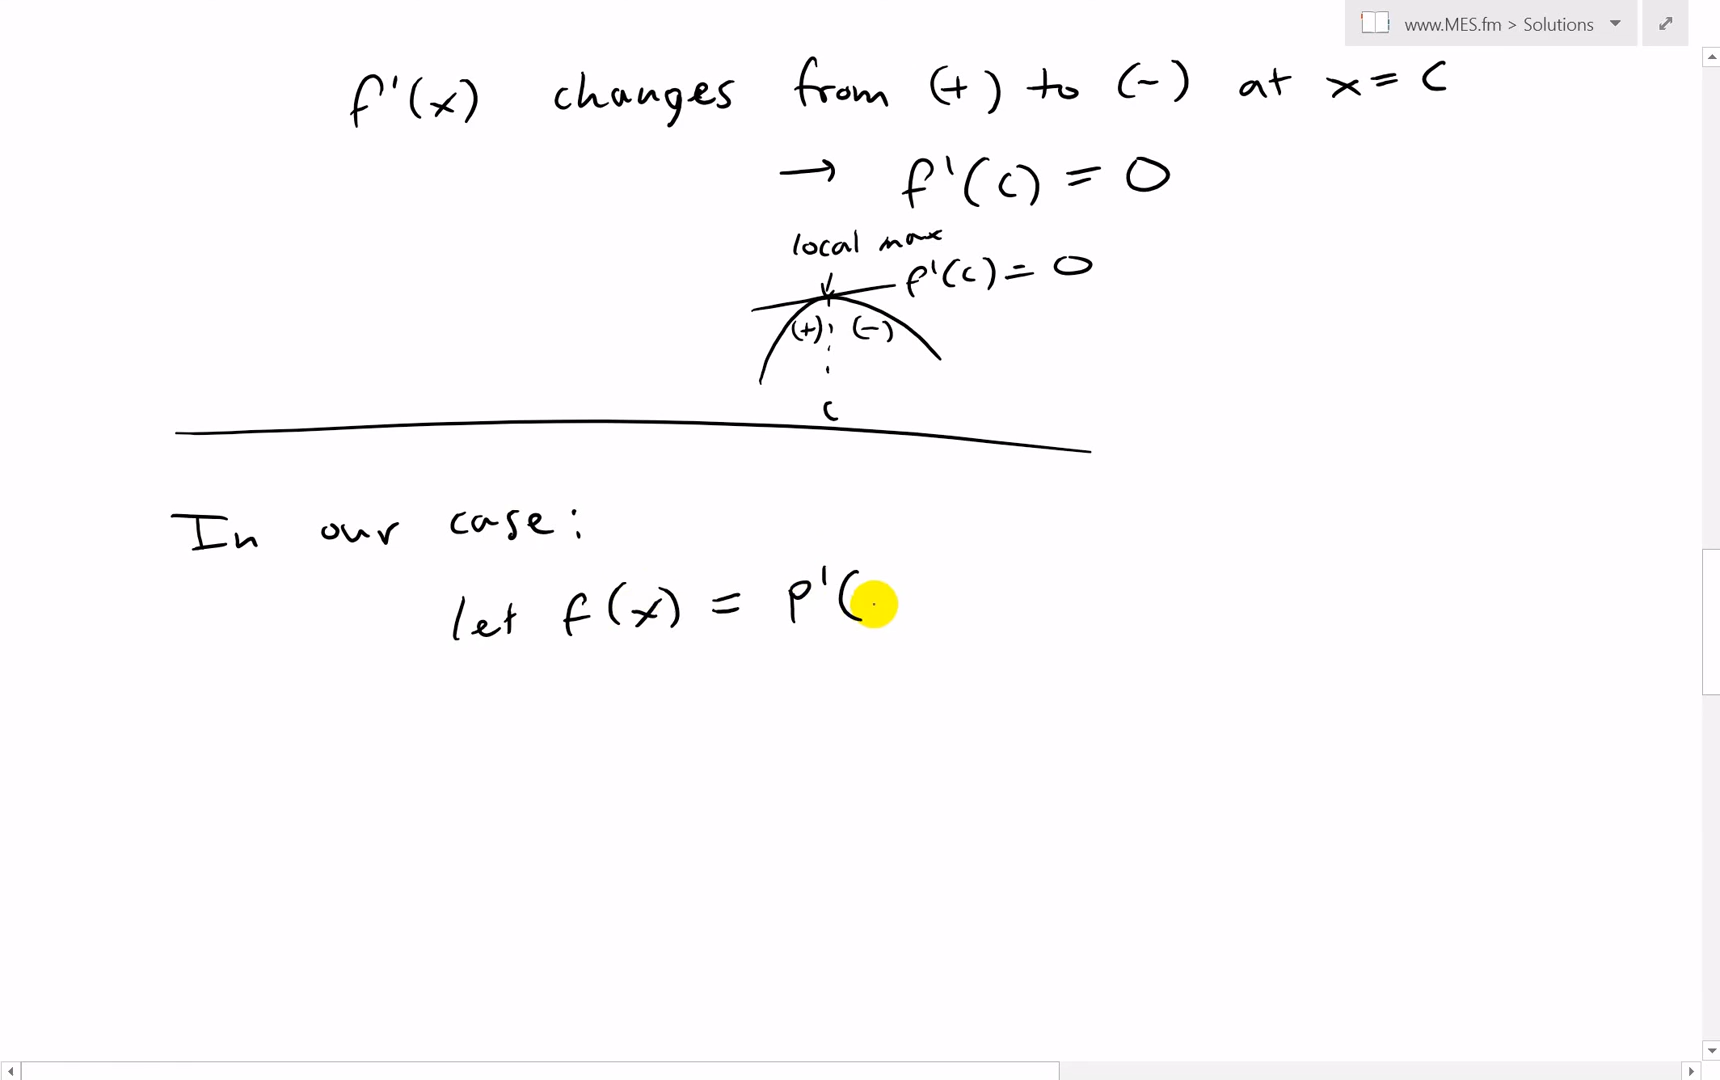 www.MES.fm > Solutions
f'(x) changes from (+) to (-) at x = c
→ f'(c) = 0
local max
f'(c) = 0
(+) (-)
c
In our case:
let f(x) = P'(